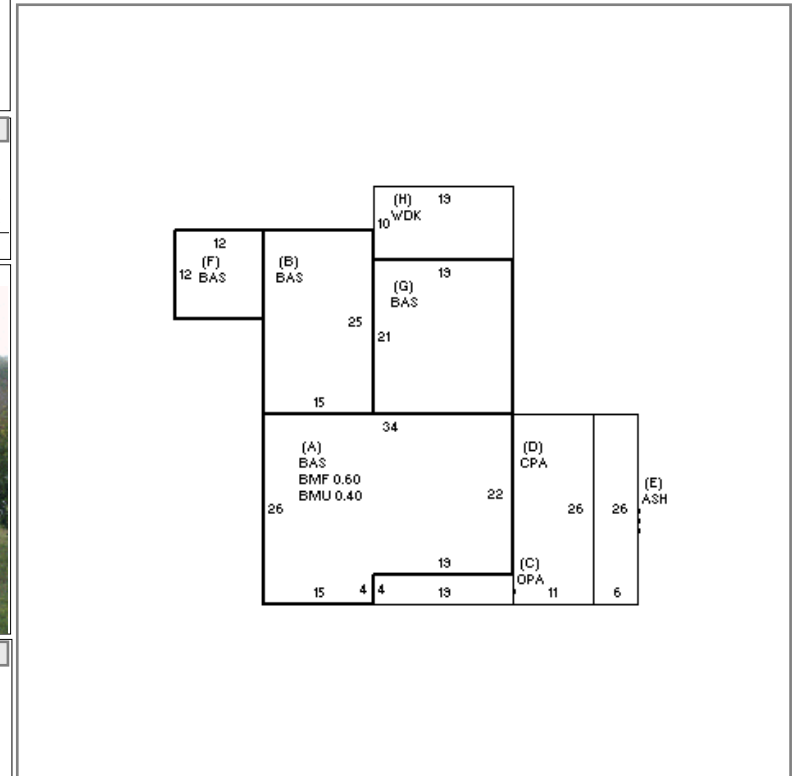 (H) 19
10 WDK
12
12 (F)
BAS
(B)
BAS
19
(G)
BAS
25
21
15
34
(A)
BAS
BMF 0.60
BMU 0.40
26
22
(D)
CPA
26
26
(E)
ASH
19
(C)
OPA
15
4
4
19
11
6